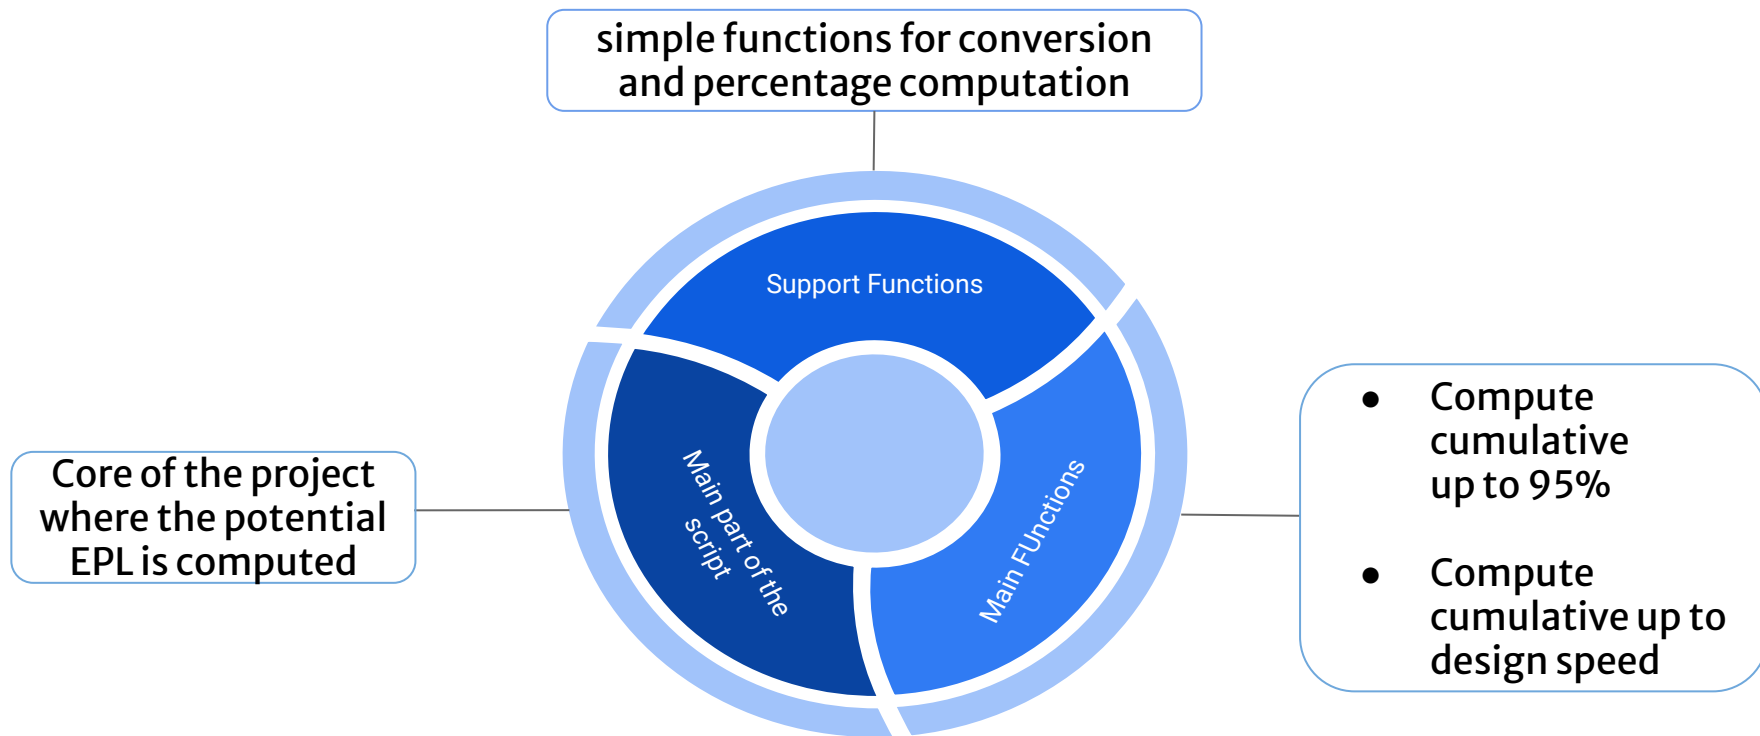 simple functions for conversion
and percentage computation
Support Functions
Main part of the
script
Main FUnctions
Core of the project
where the potential
EPL is computed
● Compute
cumulative
up to 95%
● Compute
cumulative up to
design speed